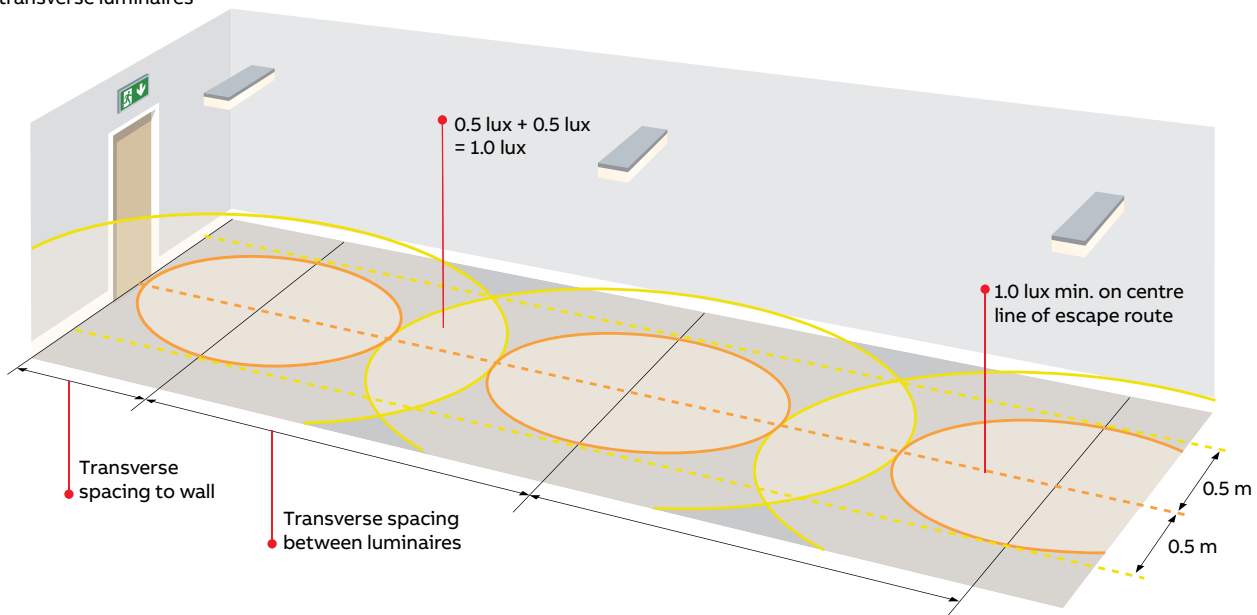 transverse luminaires
0.5 lux + 0.5 lux
= 1.0 lux
1.0 lux min. on centre
line of escape route
Transverse
spacing to wall
Transverse spacing
between luminaires
0.5 m
0.5 m